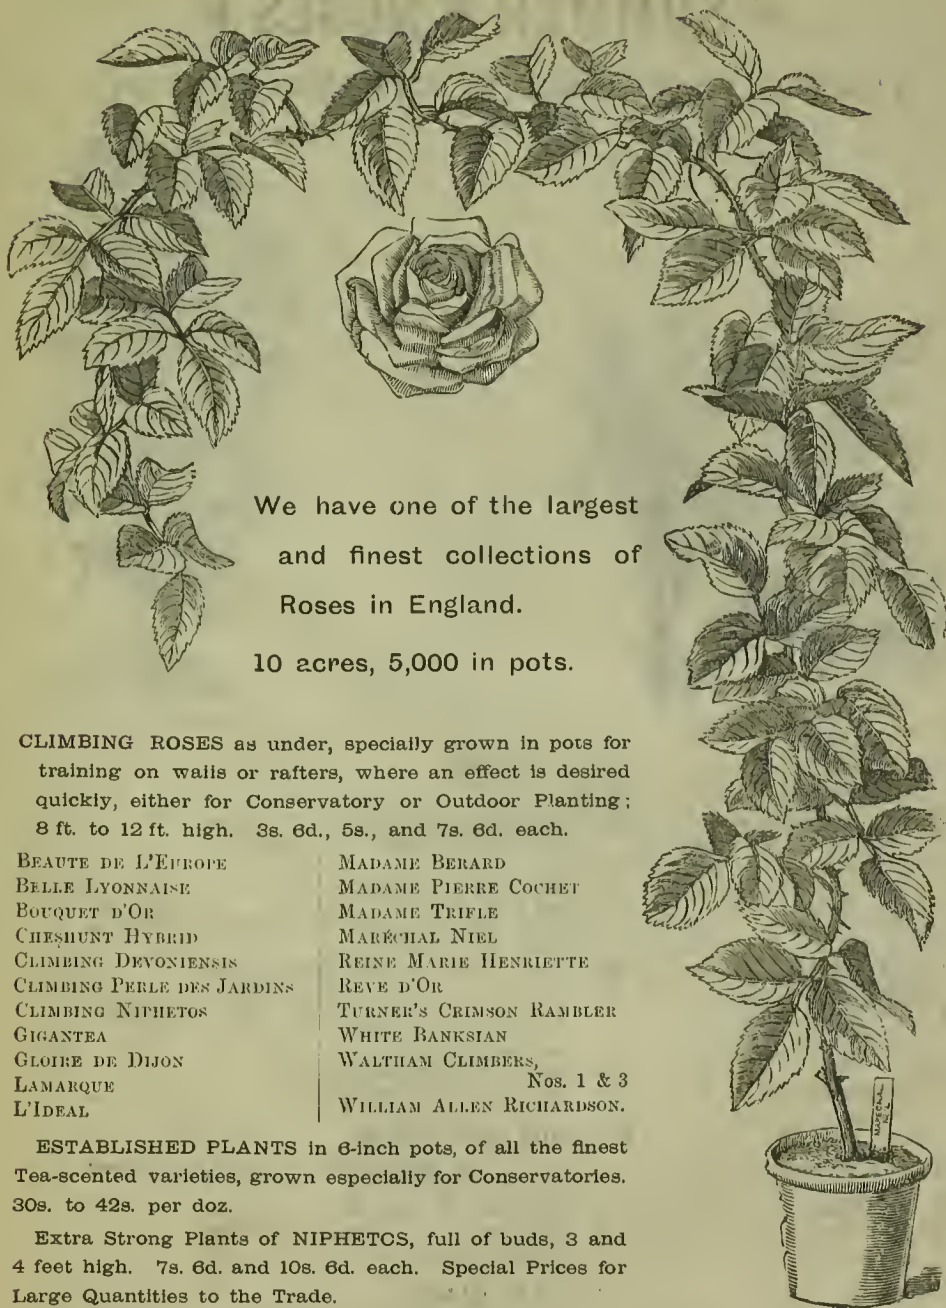 We have one of the largest
and finest collections of
Roses in England.
10 acres, 5,000 in pots.
CLIMBING ROSES as under, specially grown in pots for
training on walls or rafters, where an effect is desired
quickly, either for Conservatory or Outdoor Planting;
8 ft. to 12 ft. high. 3s. 6d., 5s., and 7s. 6d. each.
BEAUTE DE L'EUROPE
BELLE LYONNAISE
BOUQUET D'OR
CHESHUNT HYBRID
CLIMBING DEVONIENSIS
CLIMBING PERLE DES JARDINS
CLIMBING NIPHETOS
GIGANTEA
GLOIRE DE DIJON
LAMARQUE
L'IDEAL
MADAME BERARD
MADAME PIERRE COCHET
MADAME TRIFLE
MARÉCHAL NIEL
REINE MARIE HENRIETTE
REVE D'OR
TURNER'S CRIMSON RAMBLER
WHITE BANKSIAN
WALTHAM CLIMBERS,
Nos. 1 & 3
WILLIAM ALLEN RICHARDSON.
ESTABLISHED PLANTS in 6-inch pots, of all the finest
Tea-scented varieties, grown especially for Conservatories.
30s. to 42s. per doz.
Extra Strong Plants of NIPHETOS, full of buds, 3 and
4 feet high. 7s. 6d. and 10s. 6d. each. Special Prices for
Large Quantities to the Trade.